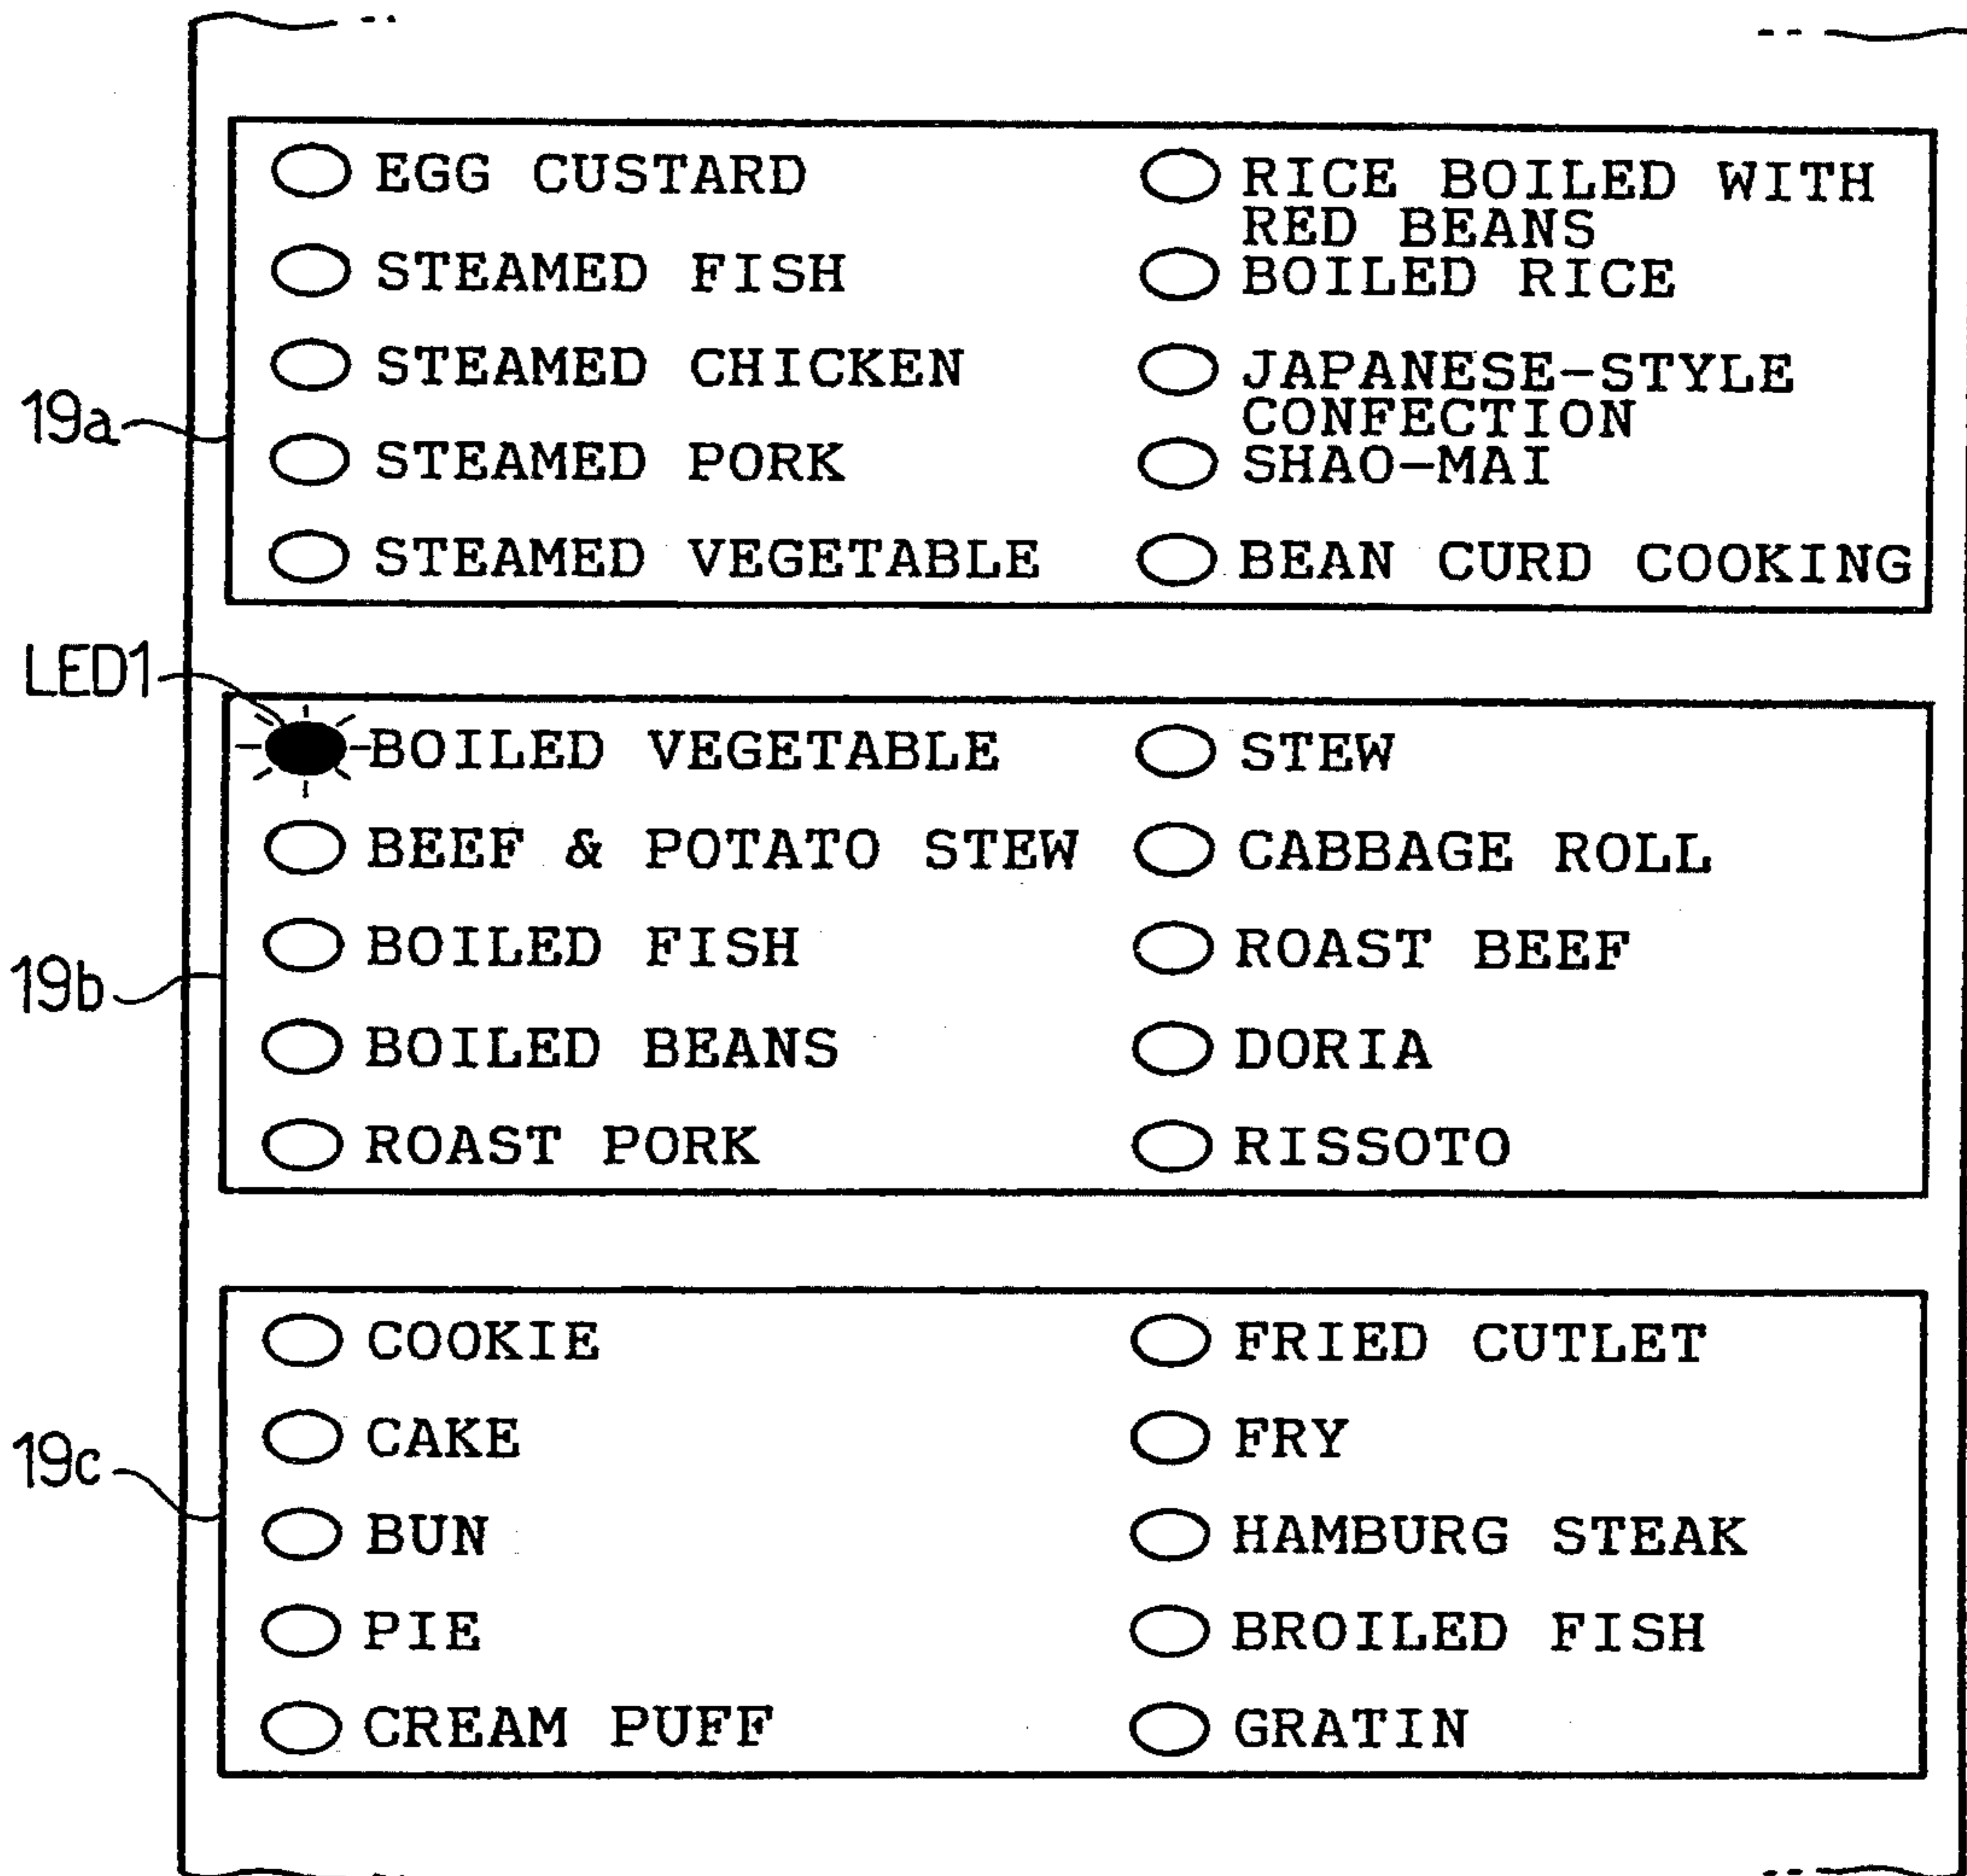 EGG CUSTARD
STEAMED FISH
STEAMED CHICKEN
STEAMED PORK
STEAMED VEGETABLE
RICE BOILED WITH
RED BEANS
BOILED RICE
JAPANESE-STYLE
CONFECTION
SHAO-MAI
BEAN CURD COOKING
19a
LED1
BOILED VEGETABLE
BEEF & POTATO STEW
BOILED FISH
BOILED BEANS
ROAST PORK
STEW
CABBAGE ROLL
ROAST BEEF
DORIA
RISSOTO
19b
COOKIE
CAKE
BUN
PIE
CREAM PUFF
FRIED CUTLET
FRY
HAMBURG STEAK
BROILED FISH
GRATIN
19c